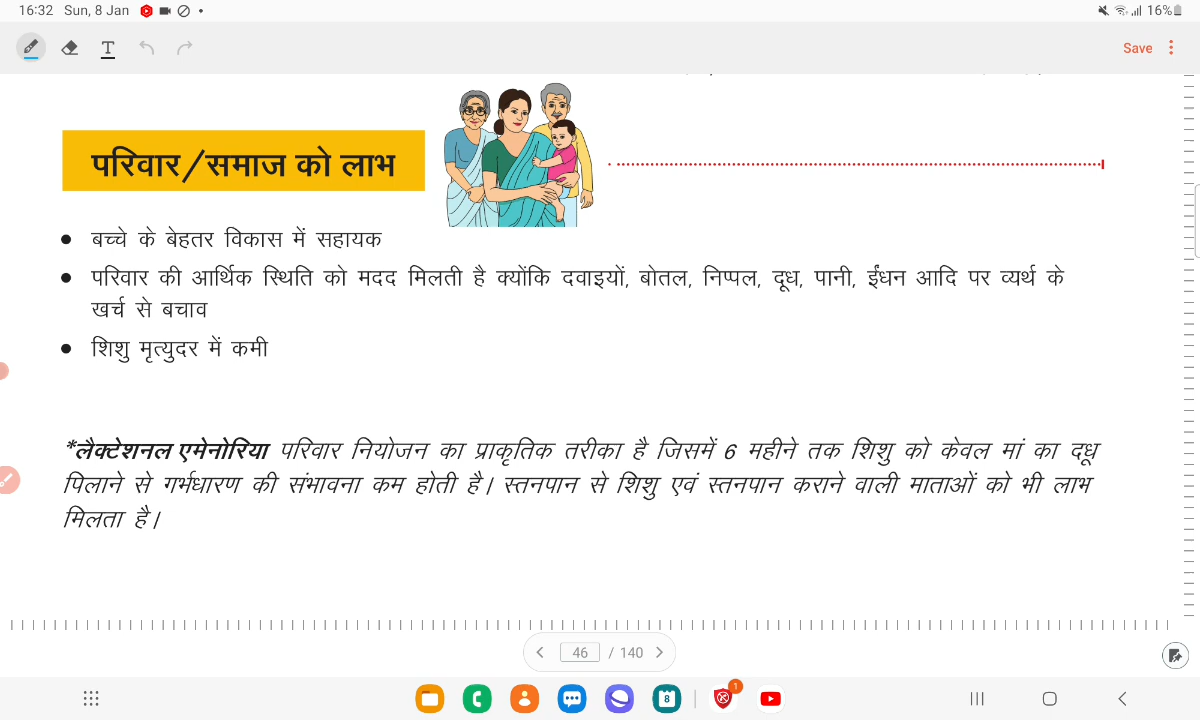 16:32 Sun, 8 Jan
16%
T
Save
परिवार/समाज को लाभ
● बच्चे के बेहतर विकास में सहायक
● परिवार की आर्थिक स्थिति को मदद मिलती है क्योंकि दवाइयों, बोतल, निप्पल, दूध, पानी, ईंधन आदि पर व्यर्थ के
खर्च से बचाव
● शिशु मृत्युदर में कमी
*लैक्टेशनल एमेनोरिया परिवार नियोजन का प्राकृतिक तरीका है जिसमें 6 महीने तक शिशु को केवल मां का दूध
पिलाने से गर्भधारण की संभावना कम होती है। स्तनपान से शिशु एवं स्तनपान कराने वाली माताओं को भी लाभ
मिलता है।
46 / 140
8
1